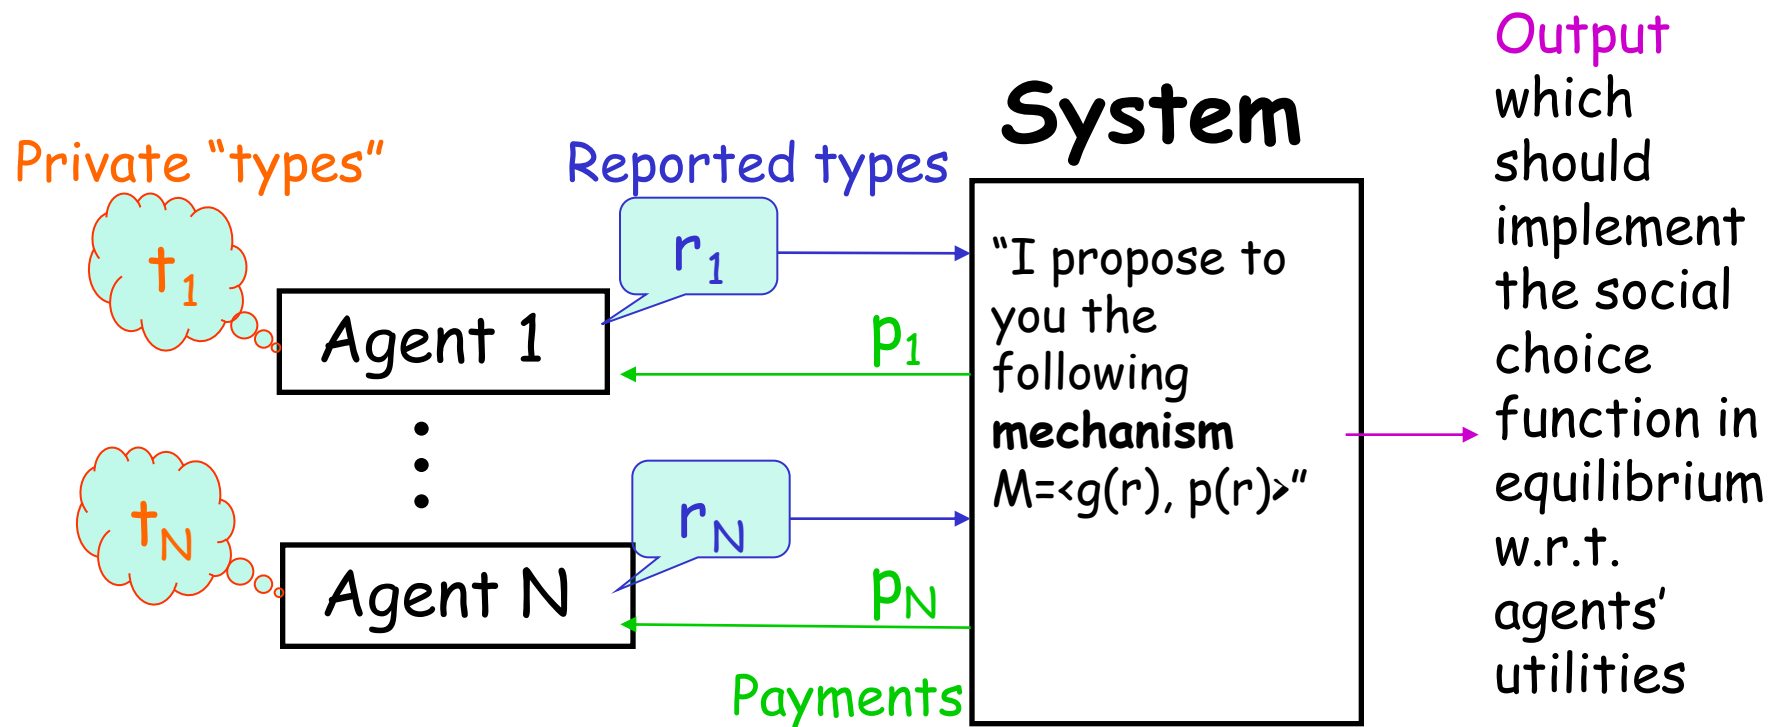 Private “types”
t1
Agent 1
tN
Agent N
Reported types
r1
p1
rN
pN
Payments
System
“I propose to
you the
following
mechanism
M=<g(r), p(r)>”
Output
which
should
implement
the social
choice
function in
equilibrium
w.r.t.
agents’
utilities